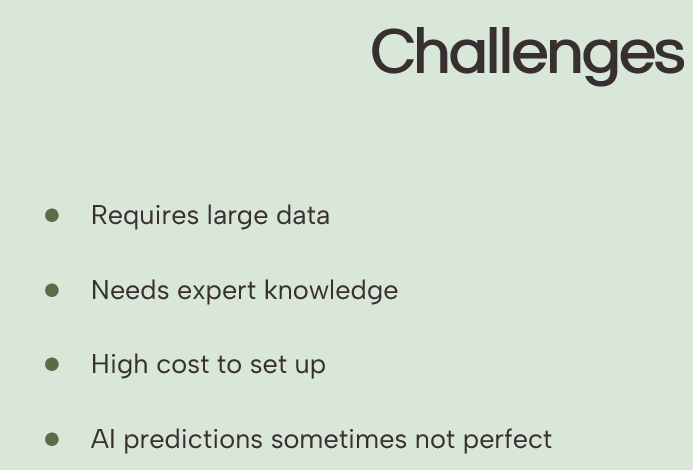 Challenges
Requires large data
Needs expert knowledge
High cost to set up
AI predictions sometimes not perfect